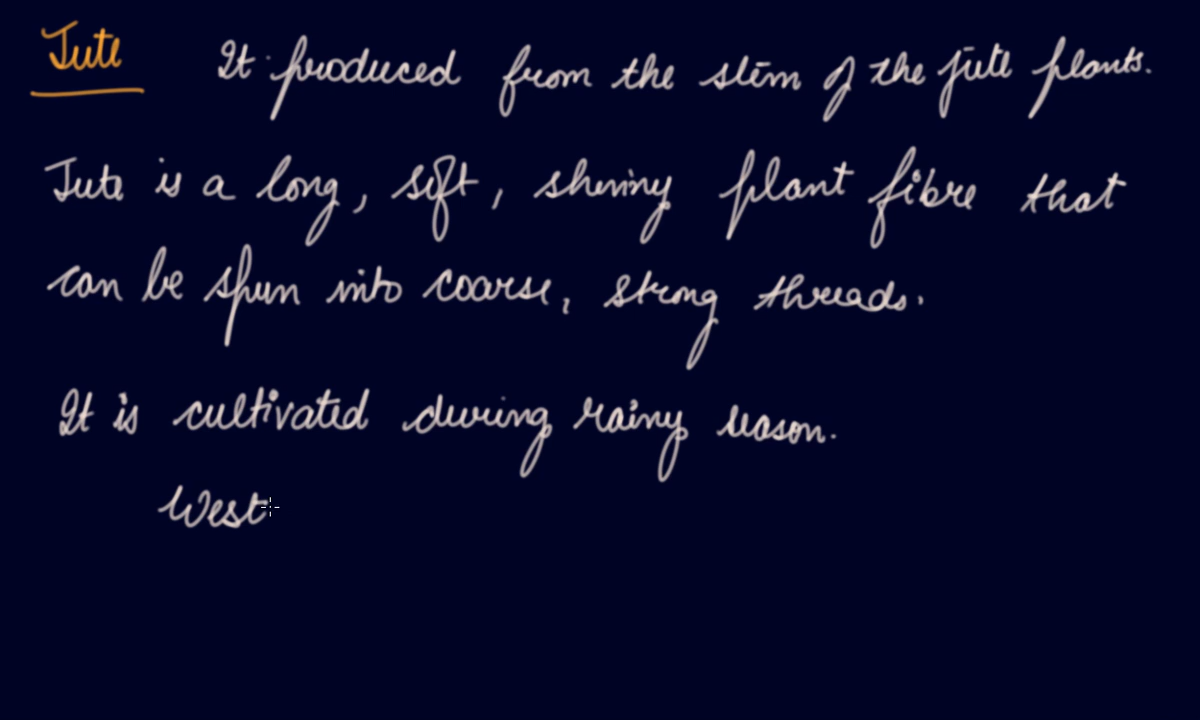 Jute It produced from the stem of the jute plants.
Jute is a long, soft, shining plant fibre that
can be spun into coarse, strong threads.
It is cultivated during rainy season.
West